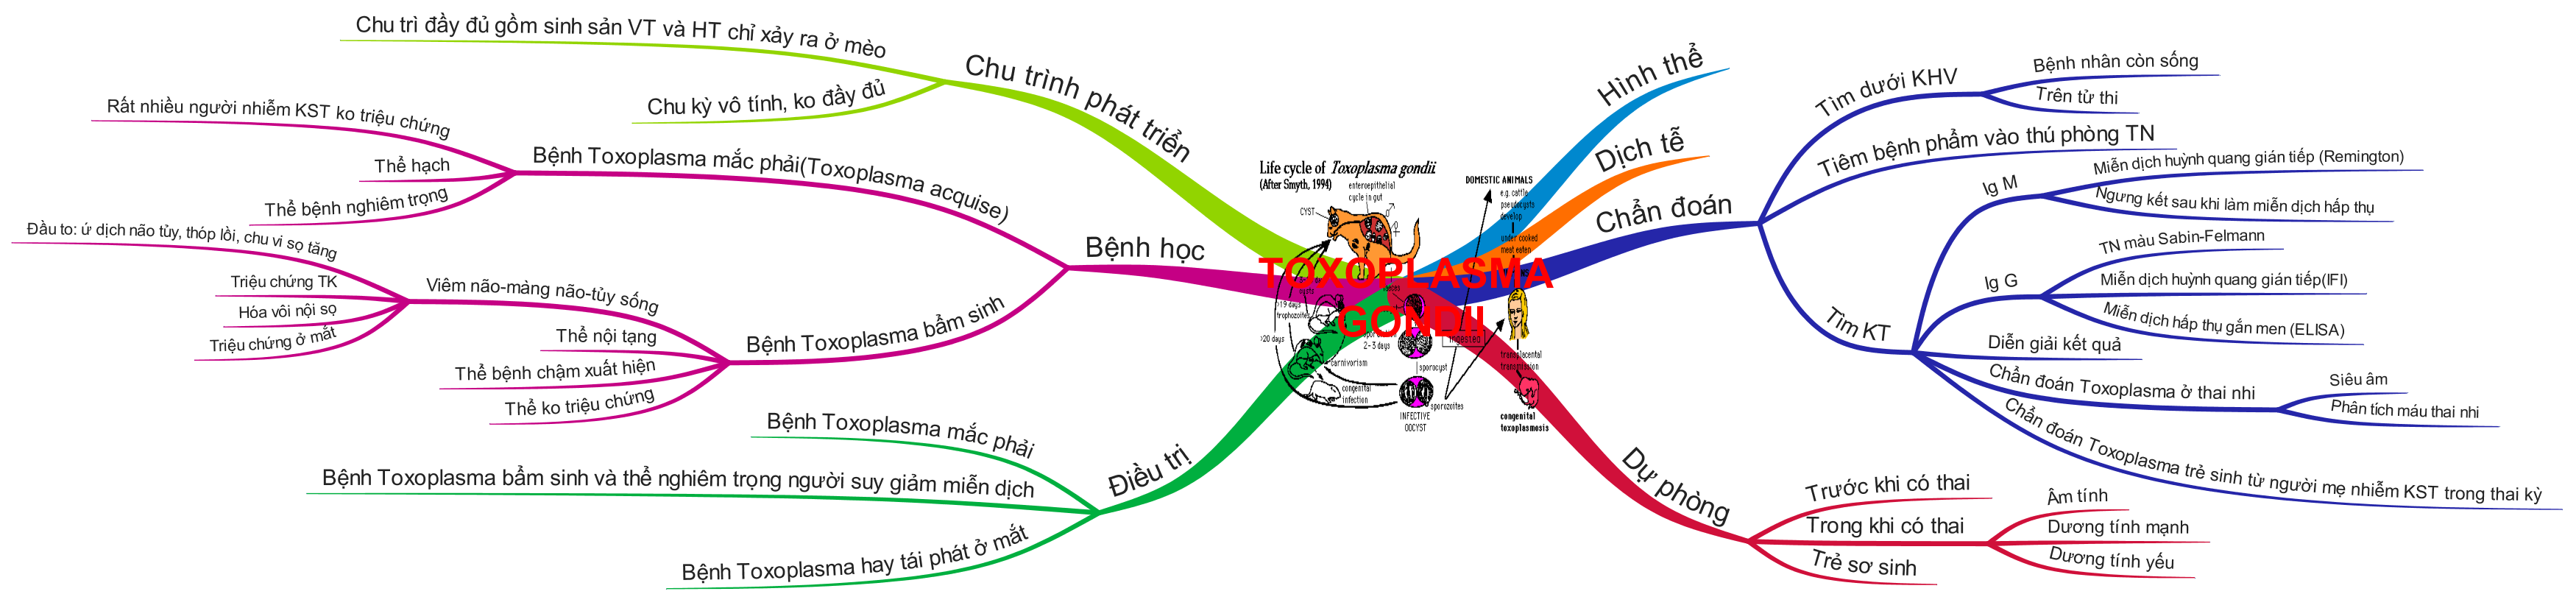 TOXOPLASMA
GONDII
Life cycle of Toxoplasma gondii.
(After Smyth, 1994)
enteroepithelial
cycle in gut
CYST
DOMESTIC ANIMALS
e.g. cattle
pseudocysts
develop
under cooked
meat eaten
>19 days
trophozoites
>20 days
2-3 days
ingested
carnivorism
sporocyst
congenital
infection
sporozoites
INFECTIVE
OOCYST
transplacental
transmission
congenital
toxoplasmosis
Hình thể
Dịch tễ
Chẩn đoán
Tìm dưới KHV
Bệnh nhân còn sống
Trên tử thi
Tiêm bệnh phẩm vào thú phòng TN
Tìm KT
Ig M
Miễn dịch huỳnh quang gián tiếp (Remington)
Ngưng kết sau khi làm miễn dịch hấp thụ
Ig G
TN màu Sabin-Felmann
Miễn dịch huỳnh quang gián tiếp(IFI)
Miễn dịch hấp thụ gắn men (ELISA)
Diễn giải kết quả
Chẩn đoán Toxoplasma ở thai nhi
Siêu âm
Phân tích máu thai nhi
Chẩn đoán Toxoplasma trẻ sinh từ người mẹ nhiễm KST trong thai kỳ
Dự phòng
Trước khi có thai
Trong khi có thai
Âm tính
Dương tính mạnh
Dương tính yếu
Trẻ sơ sinh
Chu trình phát triển
Chu trì đầy đủ gồm sinh sản VT và HT chỉ xảy ra ở mèo
Chu kỳ vô tính, ko đầy đủ
Bệnh học
Bệnh Toxoplasma mắc phải(Toxoplasma acquise)
Rất nhiều người nhiễm KST ko triệu chứng
Thể hạch
Thể bệnh nghiêm trọng
Bệnh Toxoplasma bẩm sinh
Viêm não-màng não-tủy sống
Đầu to: ứ dịch não tủy, thóp lồi, chu vi sọ tăng
Triệu chứng TK
Hóa vôi nội sọ
Triệu chứng ở mắt
Thể nội tạng
Thể bệnh chậm xuất hiện
Thể ko triệu chứng
Điều trị
Bệnh Toxoplasma mắc phải
Bệnh Toxoplasma bẩm sinh và thể nghiêm trọng người suy giảm miễn dịch
Bệnh Toxoplasma hay tái phát ở mắt